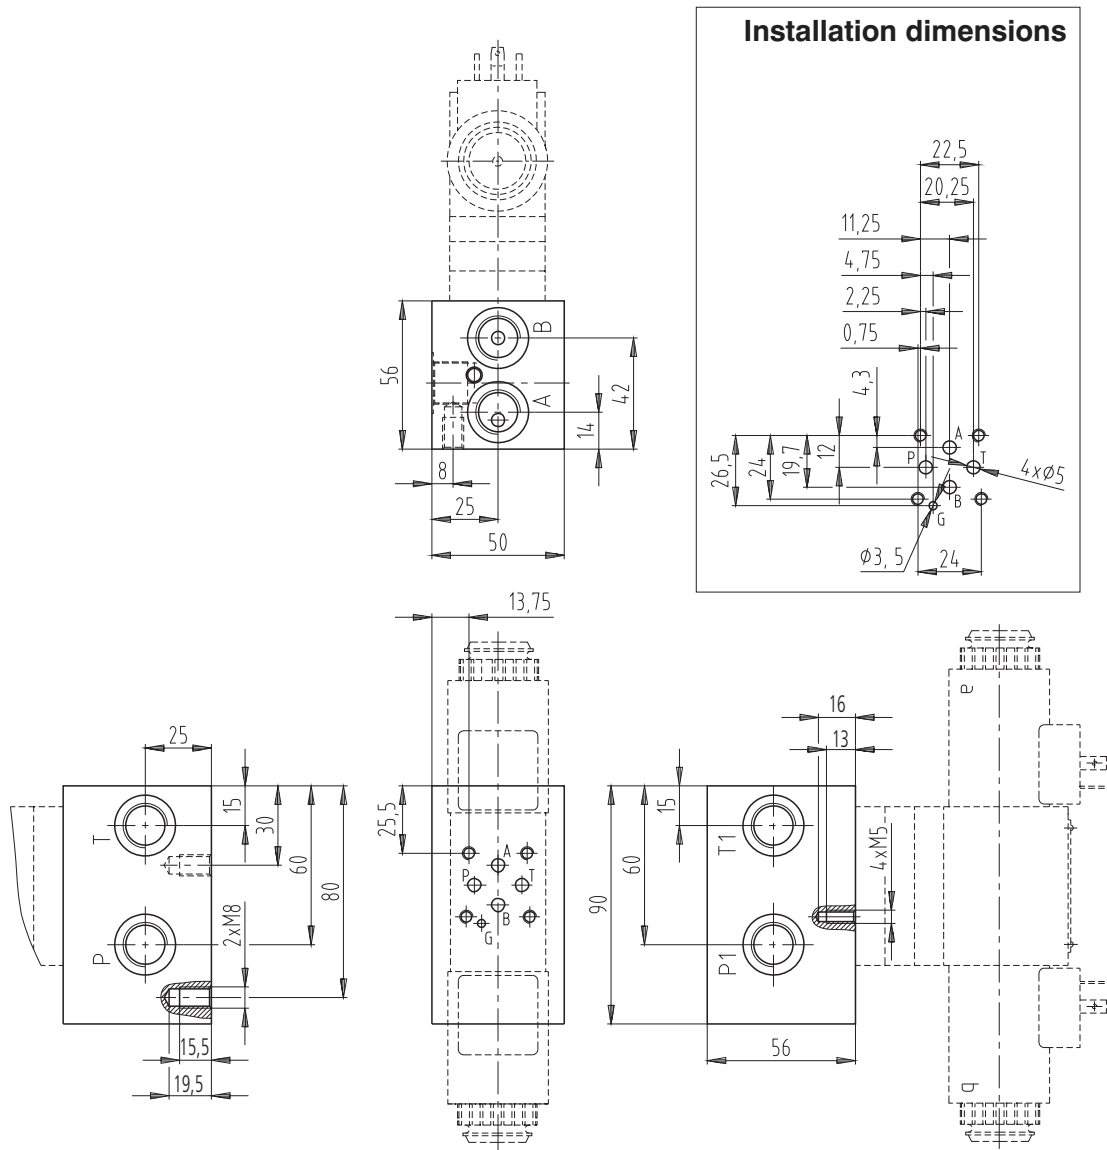 Installation dimensions
22,5
20,25
11,25
4,75
2,25
0,75
4,3
12
19,7
24
26,5
A
P
T
B
G
4xØ5
Ø3, 5
24
B
A
56
42
14
8
25
50
13,75
25,5
A
P
T
B
G
25
T
P
15
30
60
80
2xM8
15,5
19,5
16
13
15
60
90
T1
P1
4xM5
56
a
b